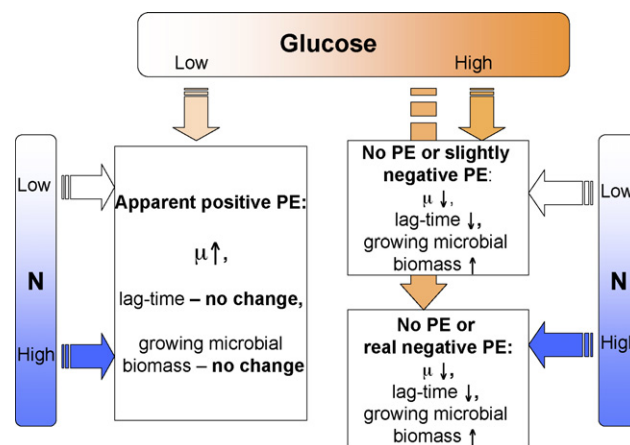 Glucose
Low
High
N
Low
High
Apparent positive PE:
μ↑,
lag-time – no change,
growing microbial
biomass – no change
No PE or slightly
negative PE:
μ ↓,
lag-time ↓,
growing microbial
biomass ↑
No PE or
real negative PE:
μ ↓,
lag-time ↓,
growing microbial
biomass ↑
Low
N
High